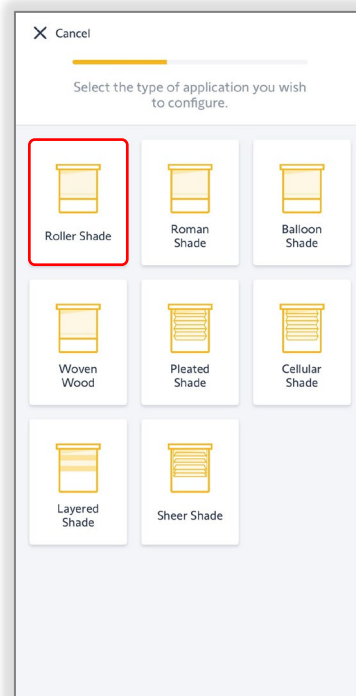 Cancel
Select the type of application you wish
to configure.
Roller Shade
Roman
Shade
Balloon
Shade
Woven
Wood
Pleated
Shade
Cellular
Shade
Layered
Shade
Sheer Shade